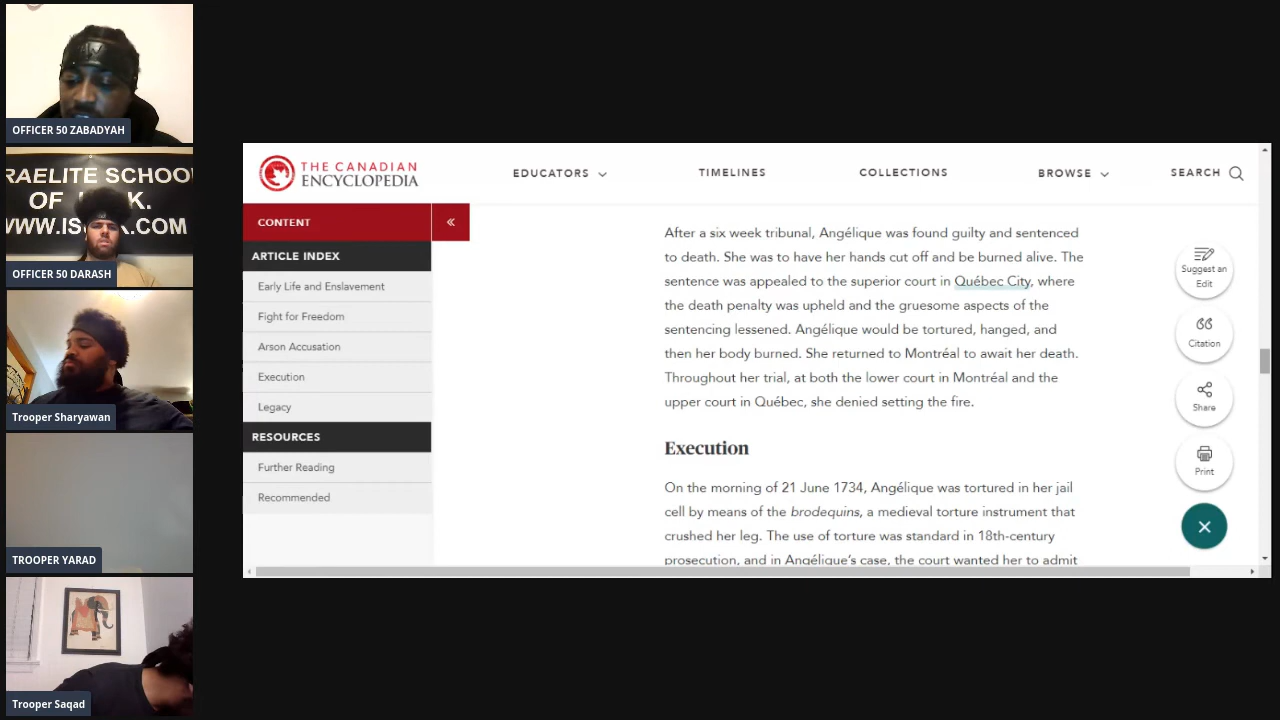 OFFICER 50 ZABADYAH
RAELITE SCHOO
OF
K.
WWW.IS
K.COM
OFFICER 50 DARASH
Trooper Sharyawan
TROOPER YARAD
Trooper Saqad
THE CANADIAN
ENCYCLOPEDIA
EDUCATORS
TIMELINES
COLLECTIONS
BROWSE
SEARCH
CONTENT
«
ARTICLE INDEX
Early Life and Enslavement
Fight for Freedom
Arson Accusation
Execution
Legacy
RESOURCES
Further Reading
Recommended
After a six week tribunal, Angélique was found guilty and sentenced
to death. She was to have her hands cut off and be burned alive. The
sentence was appealed to the superior court in Québec City, where
the death penalty was upheld and the gruesome aspects of the
sentencing lessened. Angélique would be tortured, hanged, and
then her body burned. She returned to Montréal to await her death.
Throughout her trial, at both the lower court in Montréal and the
upper court in Québec, she denied setting the fire.
Execution
On the morning of 21 June 1734, Angélique was tortured in her jail
cell by means of the brodequins, a medieval torture instrument that
crushed her leg. The use of torture was standard in 18th-century
prosecution, and in Angélique's case, the court wanted her to admit
Suggest an
Edit
Citation
Share
Print